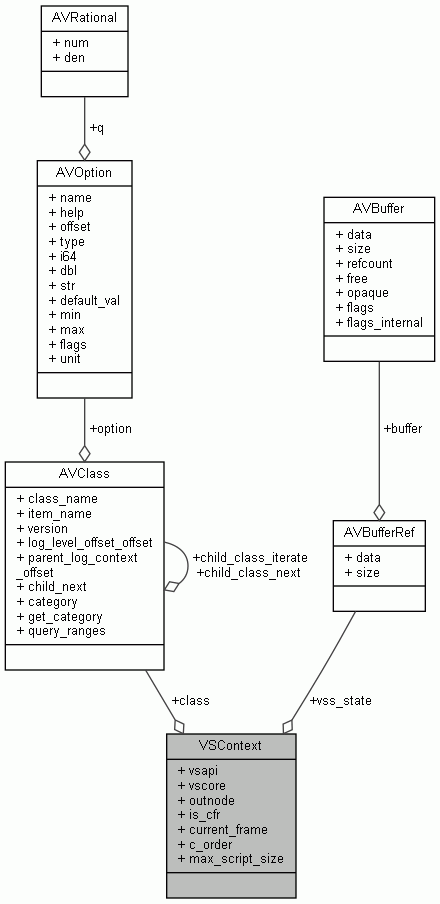 AVRational
+ num
+ den
+q
AVOption
+ name
+ help
+ offset
+ type
+ i64
+ dbl
+ str
+ default_val
+ min
+ max
+ flags
+ unit
AVBuffer
+ data
+ size
+ refcount
+ free
+ opaque
+ flags
+ flags_internal
+option
+buffer
AVClass
+ class_name
+ item_name
+ version
+ log_level_offset_offset
+ parent_log_context
_offset
+ child_next
+ category
+ get_category
+ query_ranges
+child_class_iterate
+child_class_next
AVBufferRef
+ data
+ size
+class
+vss_state
VSContext
+ vsapi
+ vscore
+ outnode
+ is_cfr
+ current_frame
+ c_order
+ max_script_size